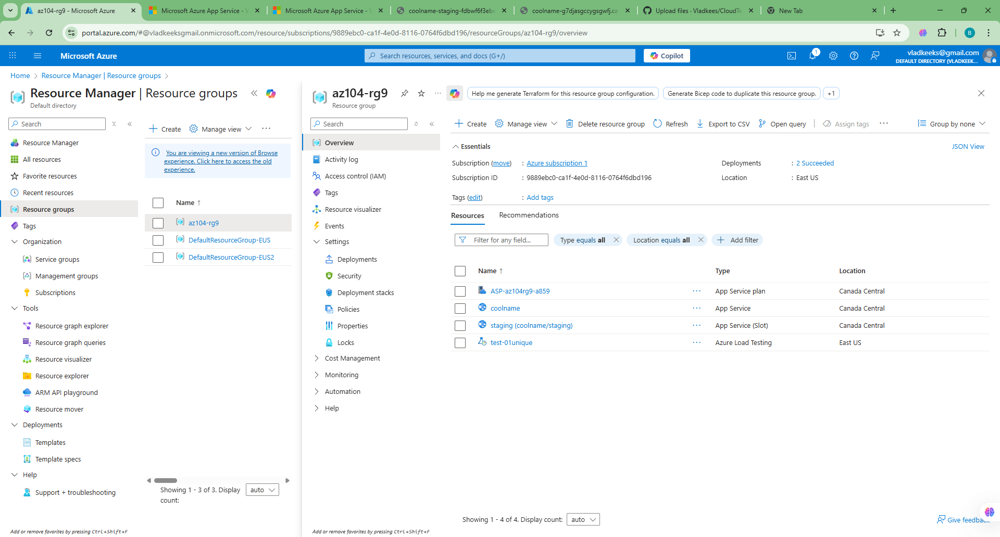 az104-rg9 - Microsoft Azure
Microsoft Azure App Service -
Microsoft Azure App Service -
coolname-staging-fdbwf6f3ebe
coolname-g7djasgccygsgwfj.ca
Upload files · Vladkees/CloudTe
New Tab
portal.azure.com/#@vladkeeksgmail.onmicrosoft.com/resource/subscriptions/9889ebc0-ca1f-4e0d-8116-0764f6dbd196/resourceGroups/az104-rg9/overview
B
Microsoft Azure
Search resources, services, and docs (G+/)
Copilot
1
vladkeeks@gmail.com
DEFAULT DIRECTORY (VLADKEEK...
Home > Resource Manager | Resource groups >
Resource Manager | Resource groups
Default directory
Search
Resource Manager
All resources
Favorite resources
Recent resources
Resource groups
Tags
Organization
Service groups
Management groups
Subscriptions
Tools
Resource graph explorer
Resource graph queries
Resource visualizer
Resource explorer
ARM API playground
Resource mover
Deployments
Templates
Template specs
Help
Support + troubleshooting
Add or remove favorites by pressing Ctrl+Shift+F
Create
Manage view
You are viewing a new version of Browse
experience. Click here to access the old
experience.
Name ↑
az104-rg9
DefaultResourceGroup-EUS
DefaultResourceGroup-EUS2
Showing 1 - 3 of 3. Display
count:
auto
az104-rg9
Resource group
Help me generate Terraform for this resource group configuration.
Generate Bicep code to duplicate this resource group.
+1
Search
Overview
Activity log
Access control (IAM)
Tags
Resource visualizer
Events
Settings
Deployments
Security
Deployment stacks
Policies
Properties
Locks
Cost Management
Monitoring
Automation
Help
Add or remove favorites by pressing Ctrl+Shift+F
Create
Manage view
Delete resource group
Refresh
Export to CSV
Open query
Assign tags
Group by none
Essentials
JSON View
Subscription (move) : Azure subscription 1
Deployments : 2 Succeeded
Subscription ID : 9889ebc0-ca1f-4e0d-8116-0764f6dbd196
Location : East US
Tags (edit) : Add tags
Resources
Recommendations
Filter for any field...
Type equals all
Location equals all
Add filter
Name ↑ Type Location
ASP-az104rg9-a859 App Service plan Canada Central
coolname App Service Canada Central
staging (coolname/staging) App Service (Slot) Canada Central
test-01unique Azure Load Testing East US
Showing 1 - 4 of 4. Display count:
auto
Give feedback